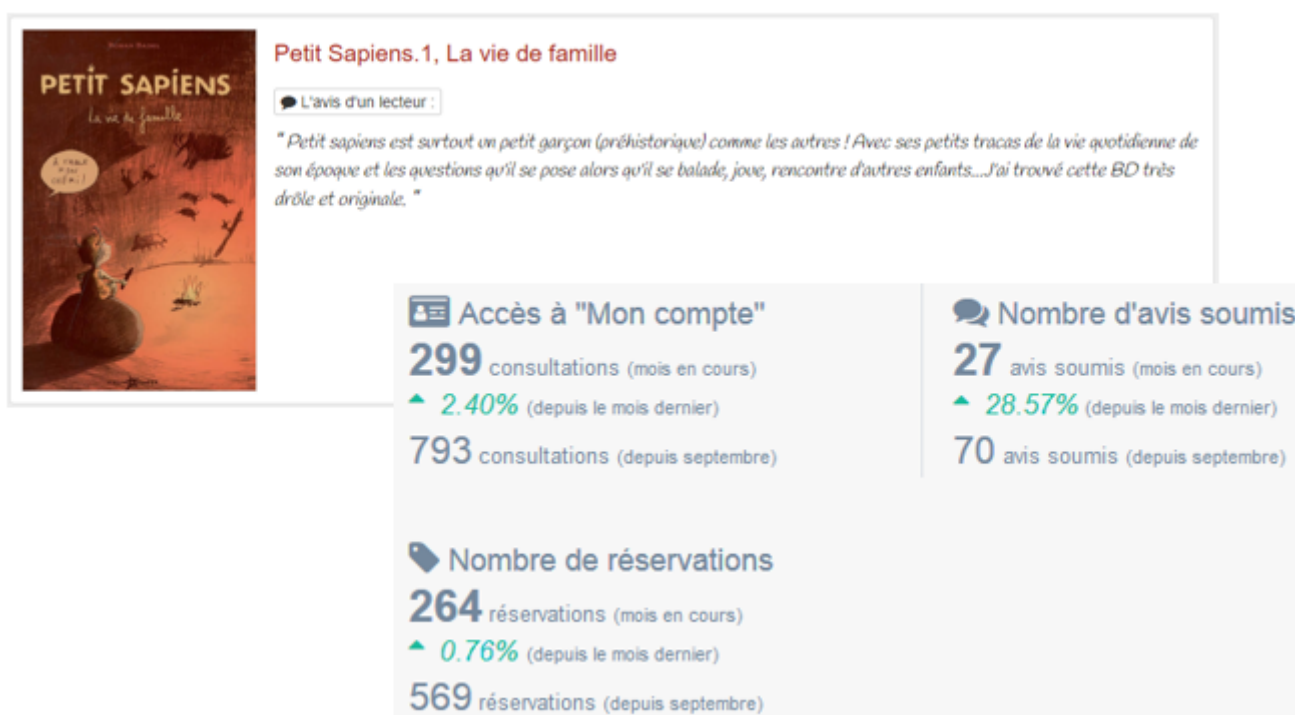 PETIT SAPIENS
La vie de famille
Petit Sapiens.1, La vie de famille
L'avis d'un lecteur :
" Petit sapiens est surtout un petit garçon (préhistorique) comme les autres ! Avec ses petits tracas de la vie quotidienne de
son époque et les questions qu'il se pose alors qu'il se balade, joue, rencontre d'autres enfants...J'ai trouvé cette BD très
drôle et originale. "
Accès à "Mon compte"
299 consultations (mois en cours)
2.40% (depuis le mois dernier)
793 consultations (depuis septembre)
Nombre d'avis soumis
27 avis soumis (mois en cours)
28.57% (depuis le mois dernier)
70 avis soumis (depuis septembre)
Nombre de réservations
264 réservations (mois en cours)
0.76% (depuis le mois dernier)
569 réservations (depuis septembre)